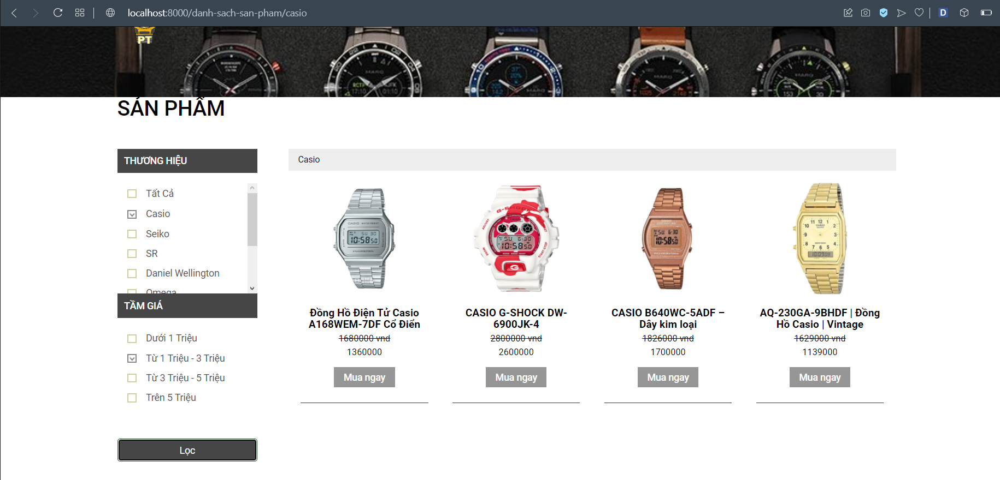 localhost:8000/danh-sach-san-pham/casio
D
PT
SẢN PHẨM
THƯƠNG HIỆU
Tất Cả
Casio
Seiko
SR
Daniel Wellington
Omega
TẦM GIÁ
Dưới 1 Triệu
Từ 1 Triệu - 3 Triệu
Từ 3 Triệu - 5 Triệu
Trên 5 Triệu
Lọc
Casio
Đồng Hồ Điện Tử Casio
A168WEM-7DF Cổ Điển
1680000 vnd
1360000
Mua ngay
CASIO G-SHOCK DW-
6900JK-4
2800000 vnd
2600000
Mua ngay
CASIO B640WC-5ADF –
Dây kim loại
1826000 vnd
1700000
Mua ngay
AQ-230GA-9BHDF | Đồng
Hồ Casio | Vintage
1629000 vnd
1139000
Mua ngay